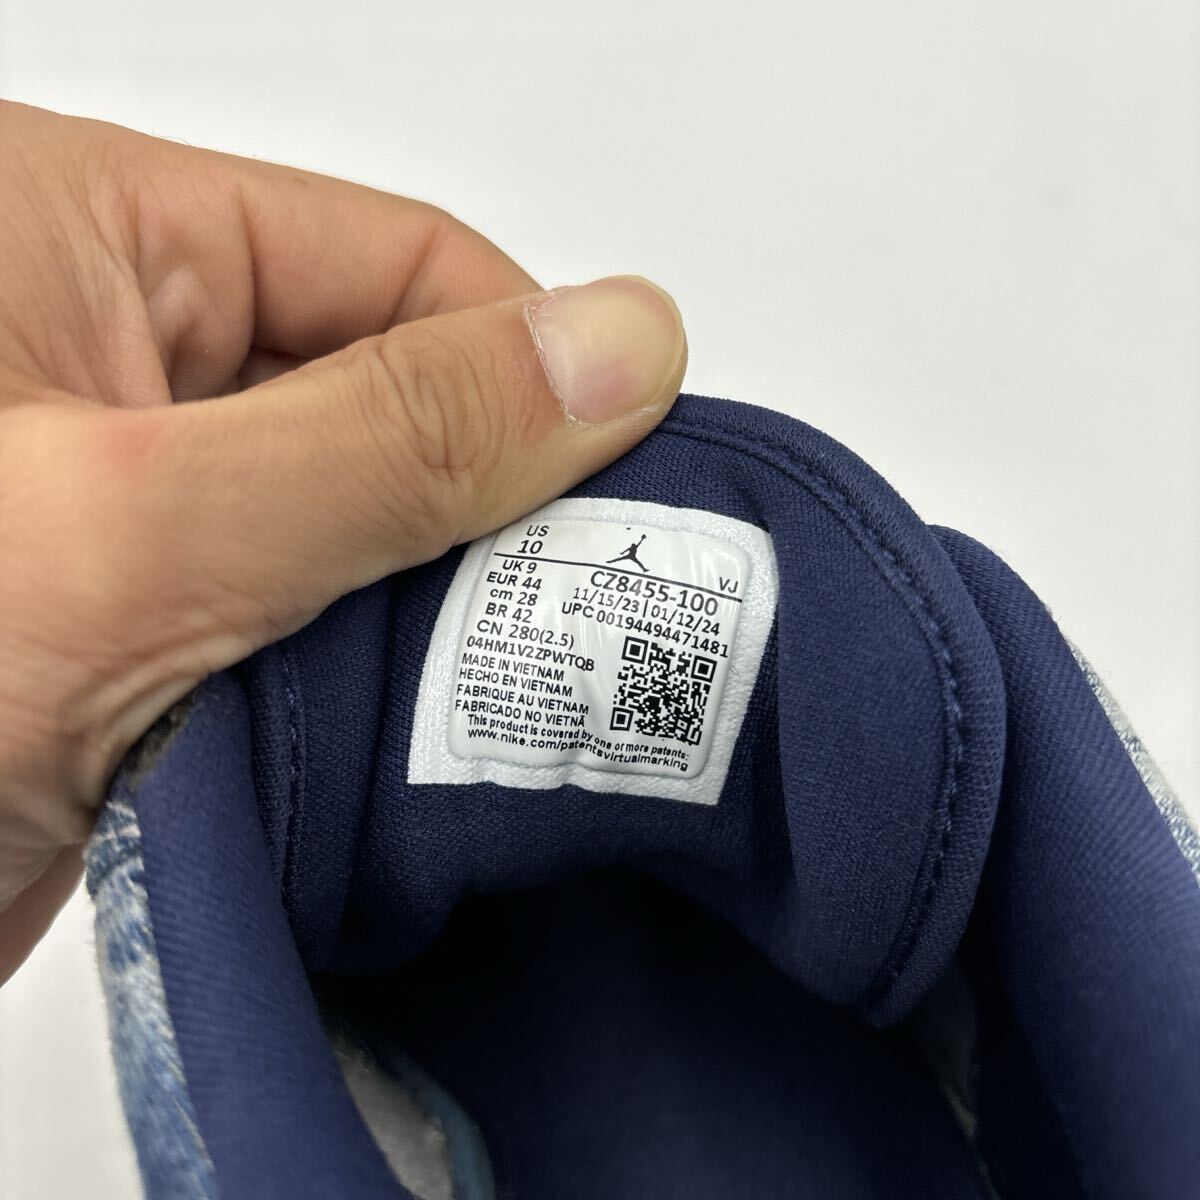 US
10
VJ
UK 9
EUR 44
cm 28
BR 42
CN 280(2.5)
CZ8455-100
11/15/23 | 01/12/24
UPC 00194494471481
04HM1V2ZPWTQB
MADE IN VIETNAM
HECHO EN VIETNAM
FABRIQUE AU VIETNAM
FABRICADO NO VIETNÃ
This product is covered by one or more patents:
www.nike.com/patentsvirtualmarking